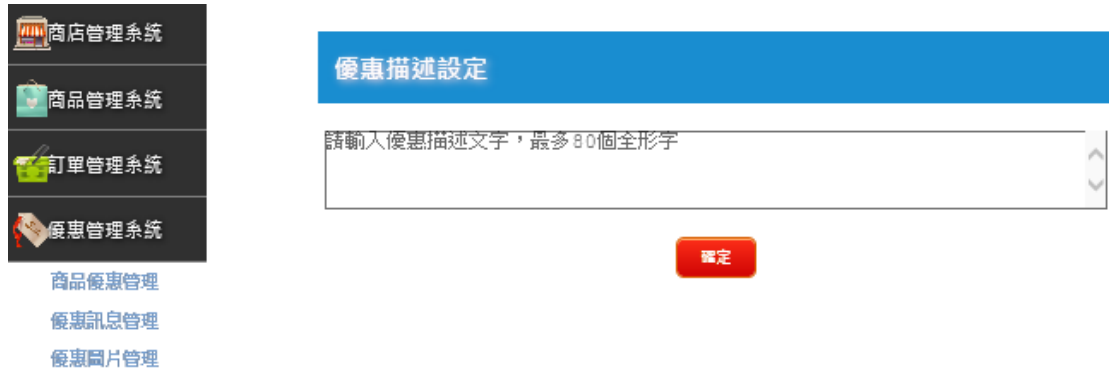 商店管理系統
商品管理系統
訂單管理系統
優惠管理系統
商品優惠管理
優惠訊息管理
優惠圖片管理
優惠描述設定
請輸入優惠描述文字，最多80個全形字
確定